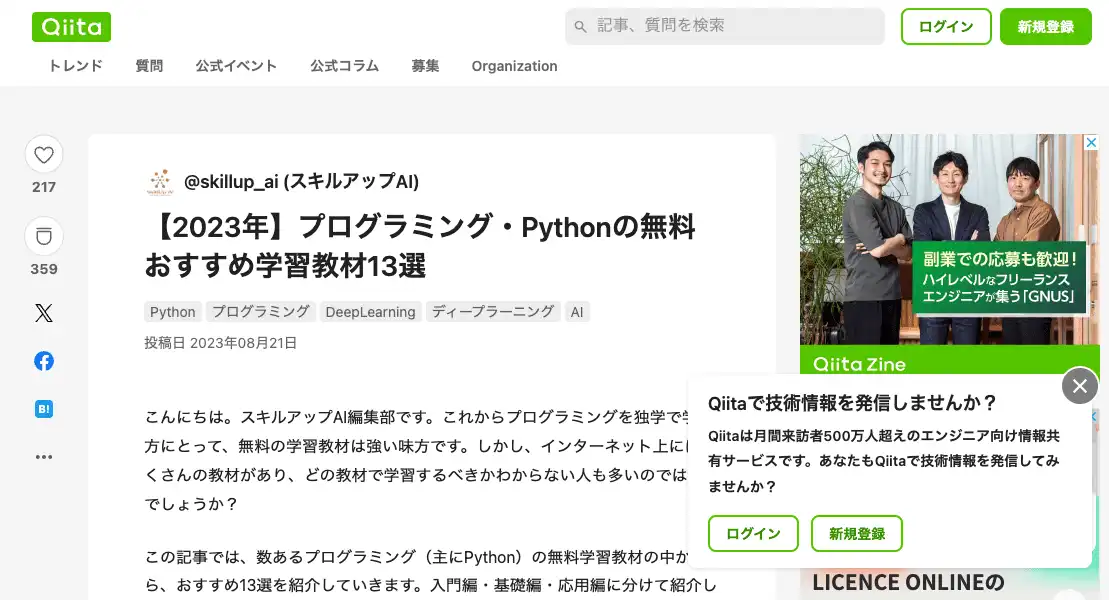 Qiita
記事、質問を検索
ログイン
新規登録
トレンド 質問 公式イベント 公式コラム 募集 Organization
217
359
B!
@skillup_ai (スキルアップAI)
【2023年】プログラミング・Pythonの無料
おすすめ学習教材13選
Python プログラミング DeepLearning ディープラーニング AI
投稿日 2023年08月21日
こんにちは。スキルアップAI編集部です。これからプログラミングを独学で
方にとって、無料の学習教材は強い味方です。しかし、インターネット上に
くさんの教材があり、どの教材で学習するべきかわからない人も多いのでは
でしょうか？
この記事では、数あるプログラミング（主にPython）の無料学習教材の中か
ら、おすすめ13選を紹介していきます。入門編・基礎編・応用編に分けて紹介し
副業での応募も歓迎！
ハイレベルなフリーランス
エンジニアが集う「GNUS」
Qiita Zine
Qiitaで技術情報を発信しませんか？
Qiitaは月間来訪者500万人超えのエンジニア向け情報共
有サービスです。あなたもQiitaで技術情報を発信してみ
ませんか？
ログイン
新規登録
LICENCE ONLINEの